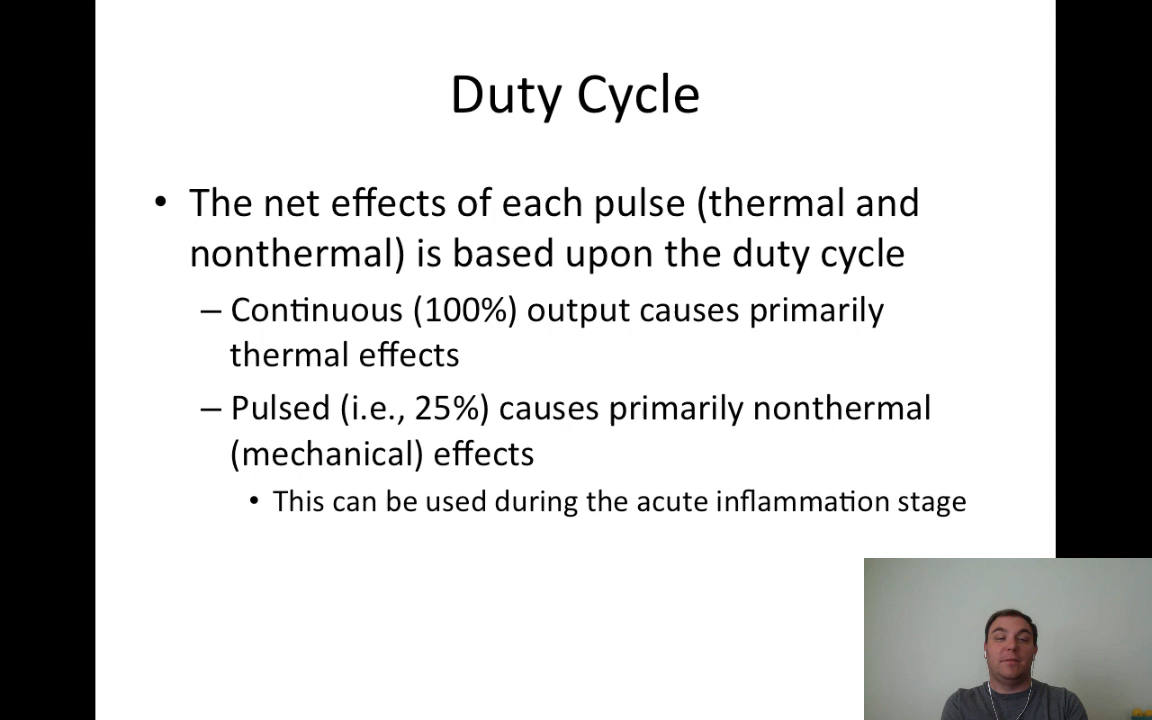 Duty Cycle
• The net effects of each pulse (thermal and
nonthermal) is based upon the duty cycle
– Continuous (100%) output causes primarily
thermal effects
– Pulsed (i.e., 25%) causes primarily nonthermal
(mechanical) effects
• This can be used during the acute inflammation stage